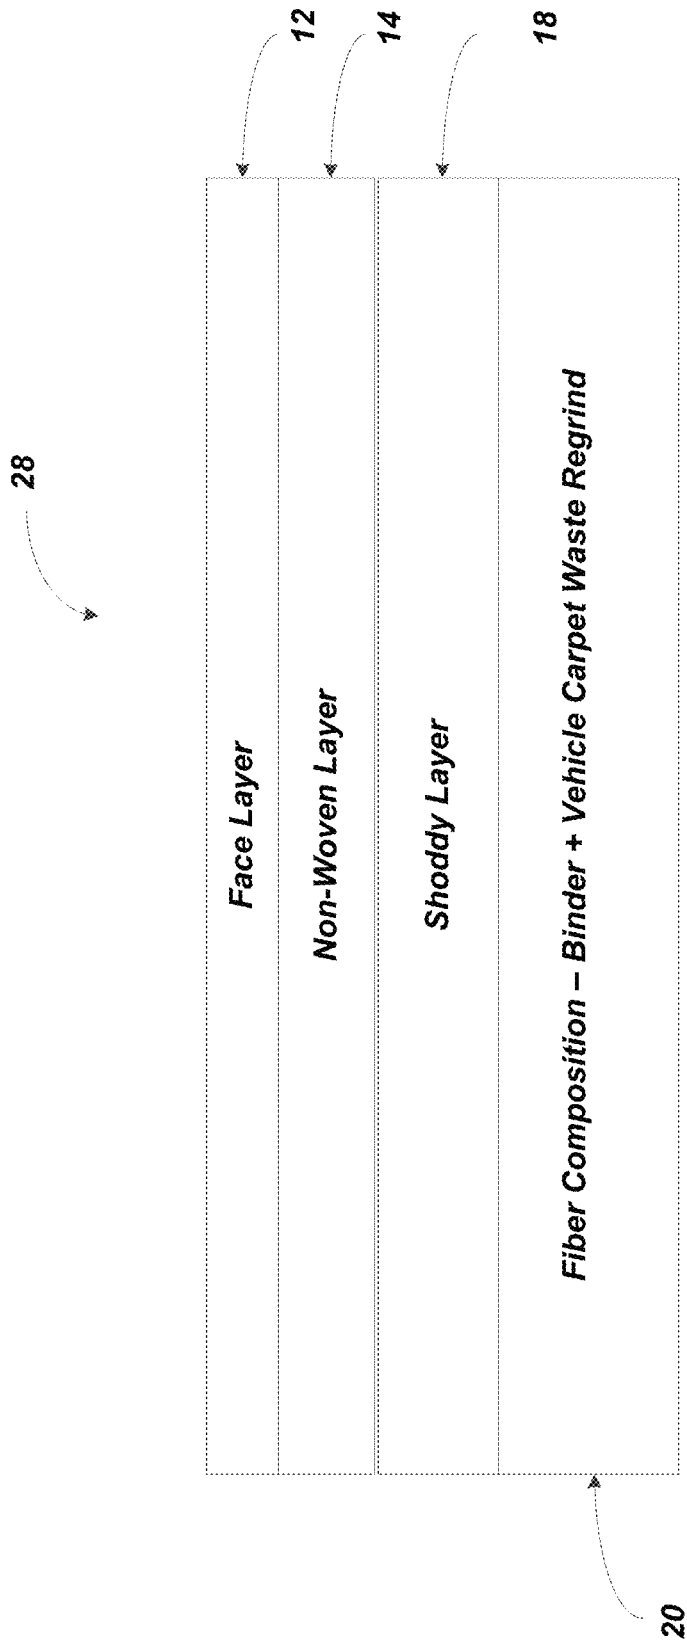 28
12
Face Layer
14
Non-Woven Layer
18
Shoddy Layer
Fiber Composition – Binder + Vehicle Carpet Waste Regrind
20